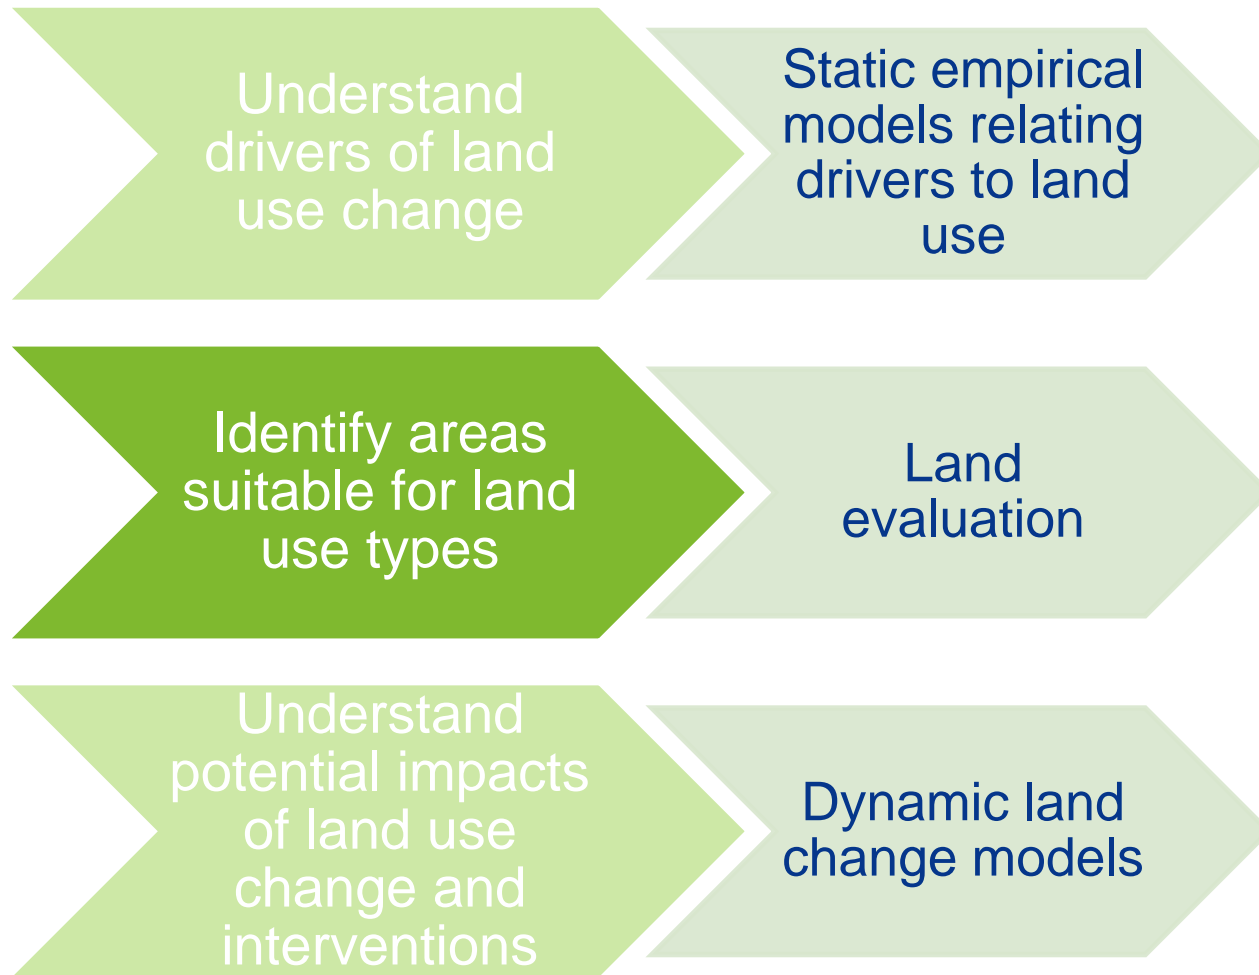 Understand
drivers of land
use change
Static empirical
models relating
drivers to land
use
Identify areas
suitable for land
use types
Land
evaluation
Understand
potential impacts
of land use
change and
interventions
Dynamic land
change models